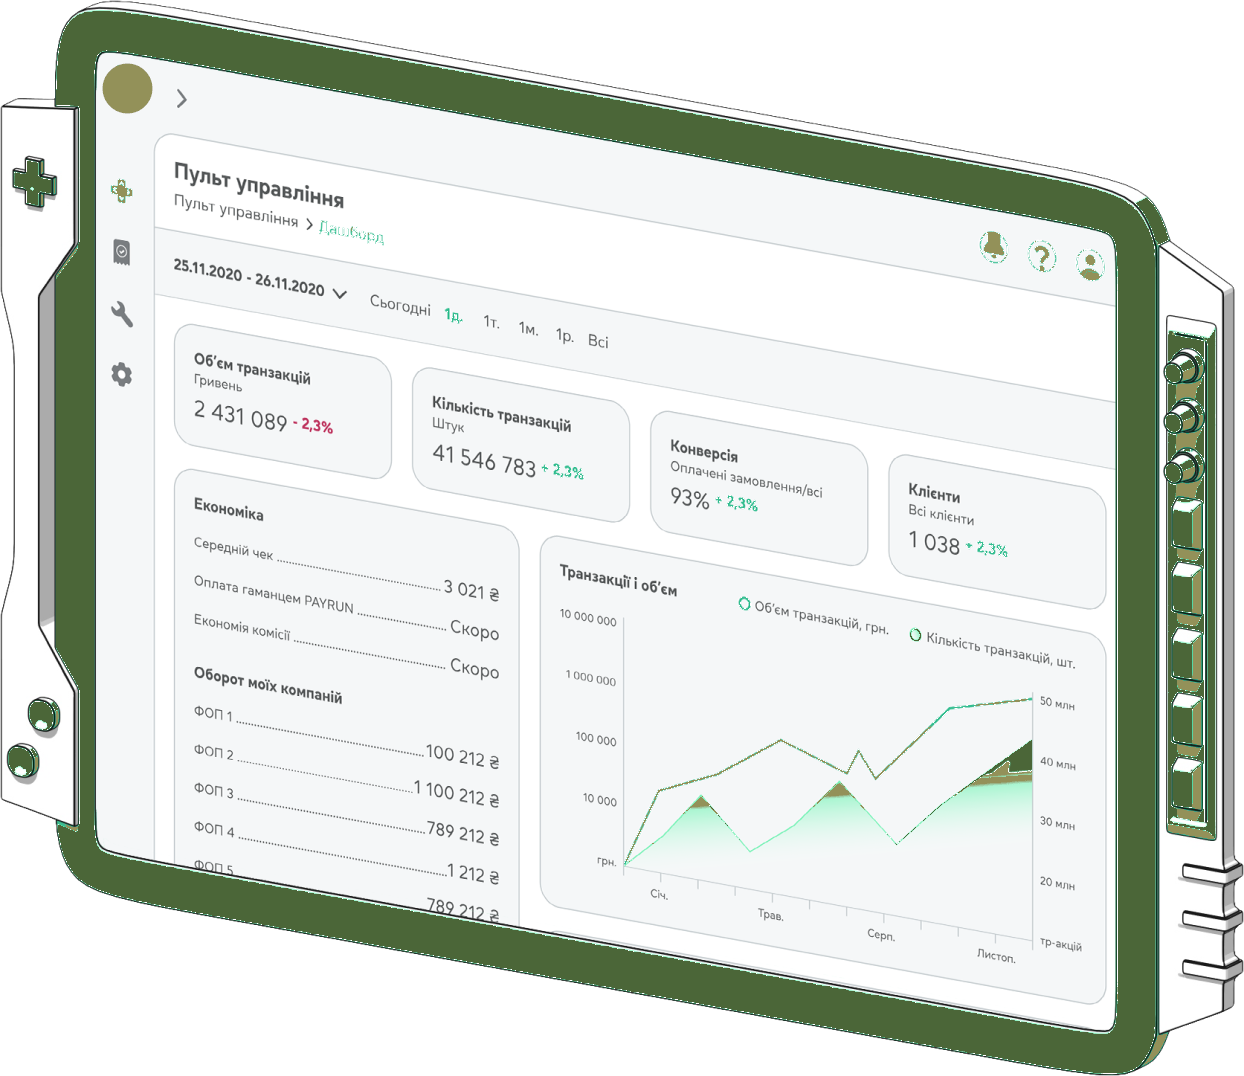 Пульт управління
Пульт управління > Дашборд
25.11.2020 - 26.11.2020 Сьогодні 1д. 1т. 1м. 1р. Всі
Об’єм транзакцій
Гривень
2 431 089 - 2,3%
Кількість транзакцій
Штук
41 546 783 + 2,3%
Конверсія
Оплачені замовлення/всі
93% + 2,3%
Клієнти
Всі клієнти
1 038 + 2,3%
Економіка
Середній чек 3 021 ₴
Оплата гаманцем PAYRUN Скоро
Економія комісії Скоро
Оборот моїх компаній
ФОП 1 100 212 ₴
ФОП 2 1 100 212 ₴
ФОП 3 789 212 ₴
ФОП 4 1 212 ₴
ФОП 5 789 212 ₴
Транзакції і об’єм
Об’єм транзакцій, грн.
Кількість транзакцій, шт.
10 000 000
1 000 000
100 000
10 000
грн.
50 млн
40 млн
30 млн
20 млн
тр-акцій
Січ.
Трав.
Серп.
Листоп.